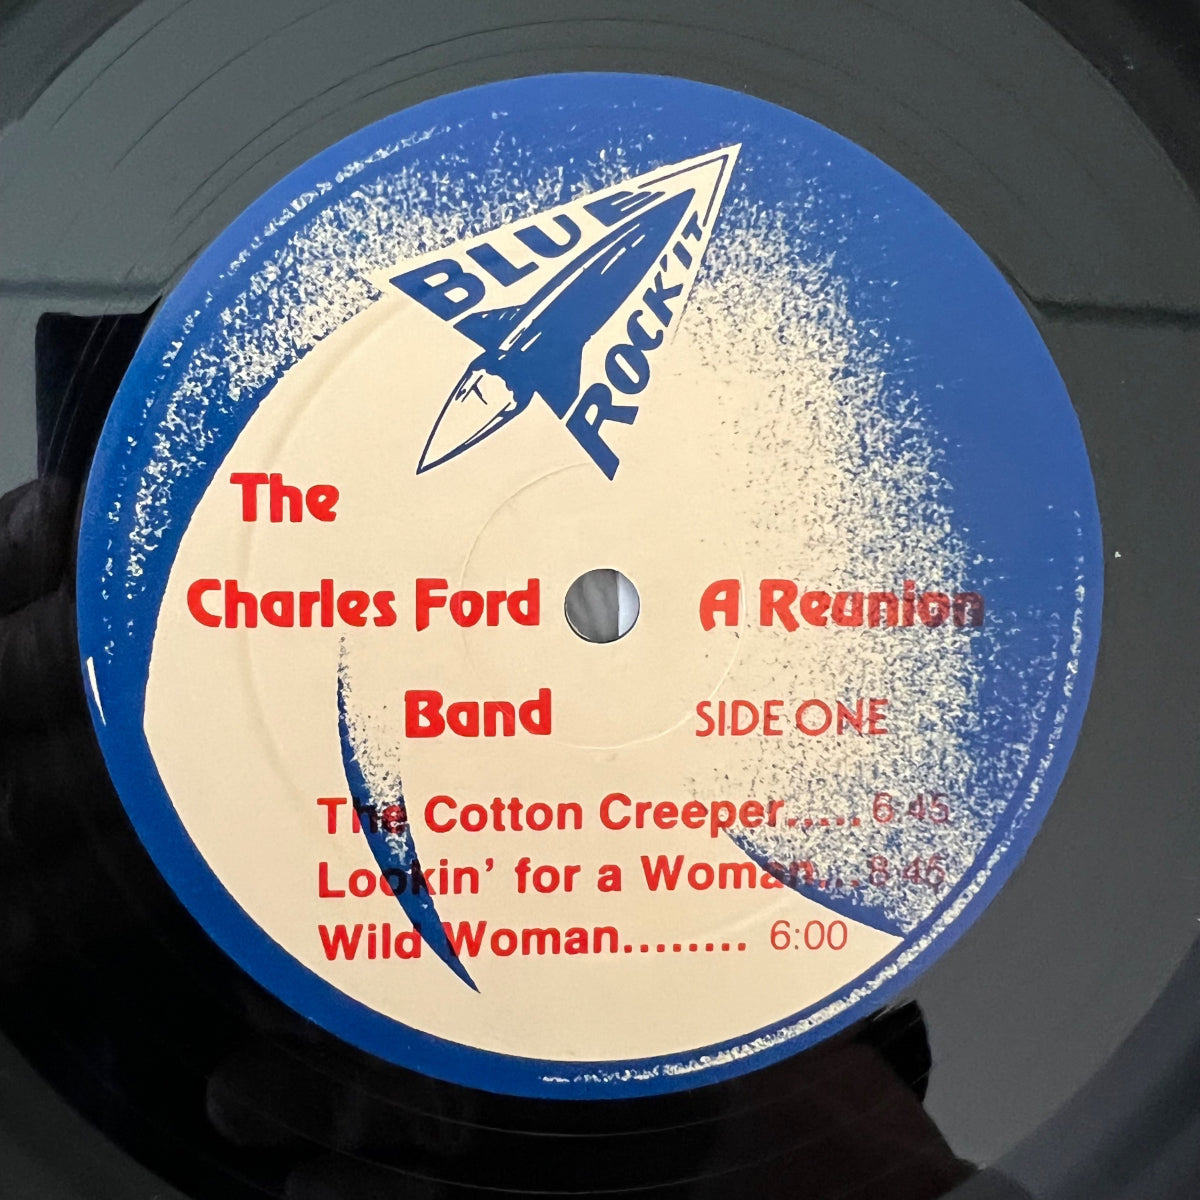 BLUE
ROCK'IT
The
Charles Ford
Band
A Reunion
SIDE ONE
The Cotton Creeper..... 6:45
Lookin' for a Woman... 8:46
Wild Woman........ 6:00